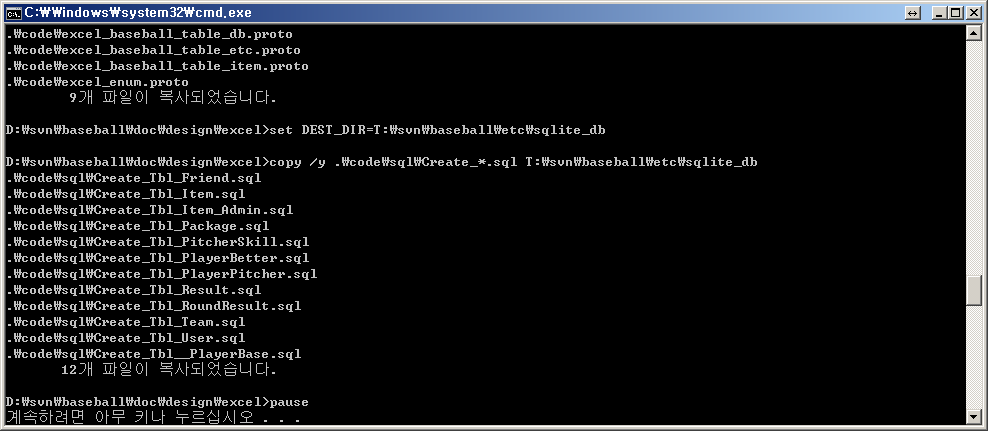 C:₩Windows₩system32₩cmd.exe
.₩code₩excel_baseball_table_db.proto
.₩code₩excel_baseball_table_etc.proto
.₩code₩excel_baseball_table_item.proto
.₩code₩excel_enum.proto
9개 파일이 복사되었습니다.
D:₩svn₩baseball₩doc₩design₩excel>set DEST_DIR=T:₩svn₩baseball₩etc₩sqlite_db
D:₩svn₩baseball₩doc₩design₩excel>copy /y .₩code₩sql₩Create_*.sql T:₩svn₩baseball₩etc₩sqlite_db
.₩code₩sql₩Create_Tbl_Friend.sql
.₩code₩sql₩Create_Tbl_Item.sql
.₩code₩sql₩Create_Tbl_Item_Admin.sql
.₩code₩sql₩Create_Tbl_Package.sql
.₩code₩sql₩Create_Tbl_PitcherSkill.sql
.₩code₩sql₩Create_Tbl_PlayerBetter.sql
.₩code₩sql₩Create_Tbl_PlayerPitcher.sql
.₩code₩sql₩Create_Tbl_Result.sql
.₩code₩sql₩Create_Tbl_RoundResult.sql
.₩code₩sql₩Create_Tbl_Team.sql
.₩code₩sql₩Create_Tbl_User.sql
.₩code₩sql₩Create_Tbl__PlayerBase.sql
12개 파일이 복사되었습니다.
D:₩svn₩baseball₩doc₩design₩excel>pause
계속하려면 아무 키나 누르십시오 . . .